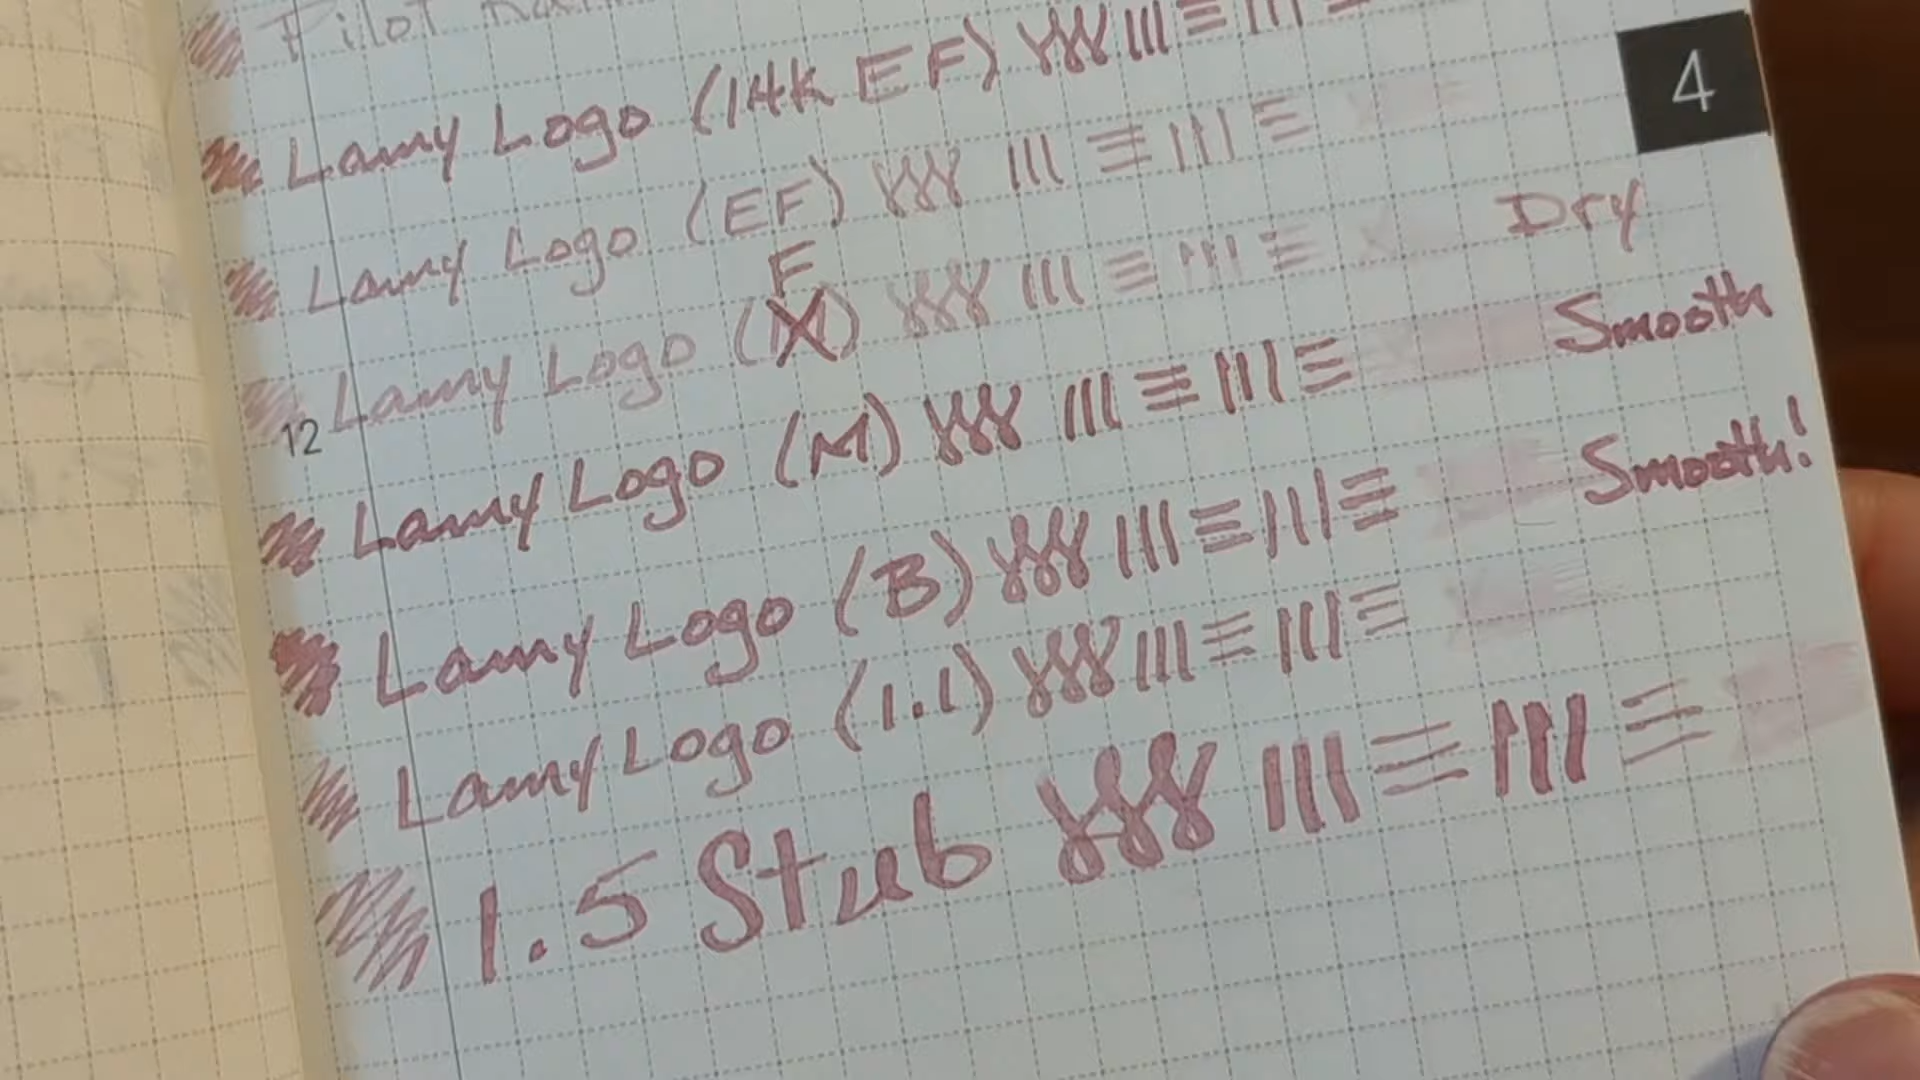 Pilot
Lamy Logo (14k EF)
4
Lamy Logo (EF)
F
Lamy Logo (M) Dry
12
Lamy Logo (M) Smooth
Lamy Logo (B) Smooth!
Lamy Logo (1.1)
1.5 Stub